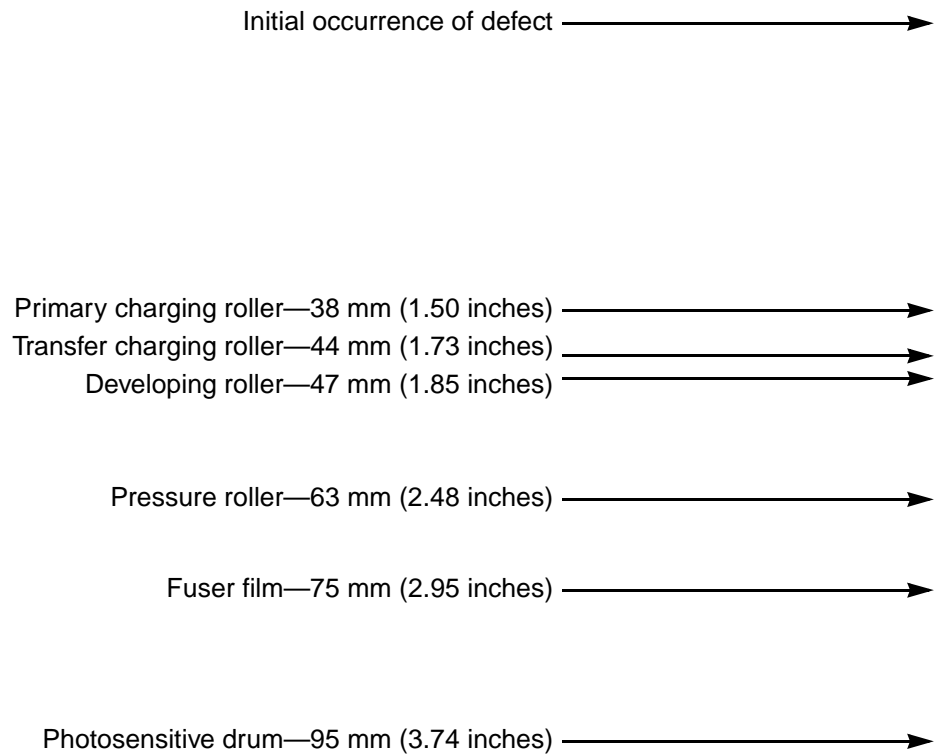 Initial occurrence of defect
Primary charging roller—38 mm (1.50 inches)
Transfer charging roller—44 mm (1.73 inches)
Developing roller—47 mm (1.85 inches)
Pressure roller—63 mm (2.48 inches)
Fuser film—75 mm (2.95 inches)
Photosensitive drum—95 mm (3.74 inches)